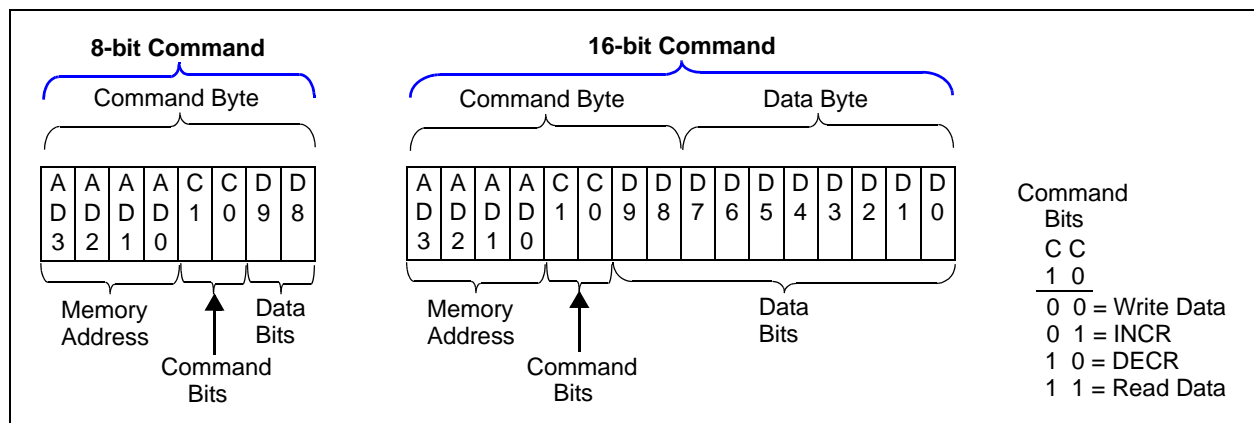 8-bit Command
16-bit Command
Command Byte
Command Byte
Data Byte
A A A A C C D D
D D D D 1 0 9 8
3 2 1 0
A A A A C C D D D D D D D D D D
D D D D 1 0 9 8 7 6 5 4 3 2 1 0
3 2 1 0
Memory
Address
Data
Bits
Command
Bits
Memory
Address
Data
Bits
Command
Bits
Command
Bits
C C
1 0
0 0 = Write Data
0 1 = INCR
1 0 = DECR
1 1 = Read Data